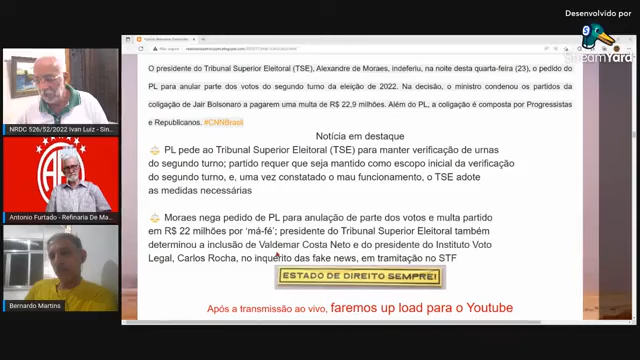 Desenvolvido por
StreamYard
O presidente do Tribunal Superior Eleitoral (TSE), Alexandre de Moraes, indeferiu, na noite desta quarta-feira (23), o pedido do
PL para anular parte dos votos do segundo turno da eleição de 2022. Na decisão, o ministro condenou os partidos da
coligação de Jair Bolsonaro a pagarem uma multa de R$ 22,9 milhões. Além do PL, a coligação é composta por Progressistas
e Republicanos. #CNNBrasil
Notícia em destaque
PL pede ao Tribunal Superior Eleitoral (TSE) para manter verificação de urnas
do segundo turno; partido requer que seja mantido como escopo inicial da verificação
do segundo turno, e, uma vez constatado o mau funcionamento, o TSE adote
as medidas necessárias
Moraes nega pedido de PL para anulação de parte dos votos e multa partido
em R$ 22 milhões por 'má-fé'; presidente do Tribunal Superior Eleitoral também
determinou a inclusão de Valdemar Costa Neto e do presidente do Instituto Voto
Legal, Carlos Rocha, no inquérito das fake news, em tramitação no STF
ESTADO DE DIREITO SEMPRE!
Após a transmissão ao vivo, faremos up load para o Youtube
NRDC 526/52/2022 Ivan Luiz - Sin...
Antonio Furtado - Refinaria De Ma...
Bernardo Martins